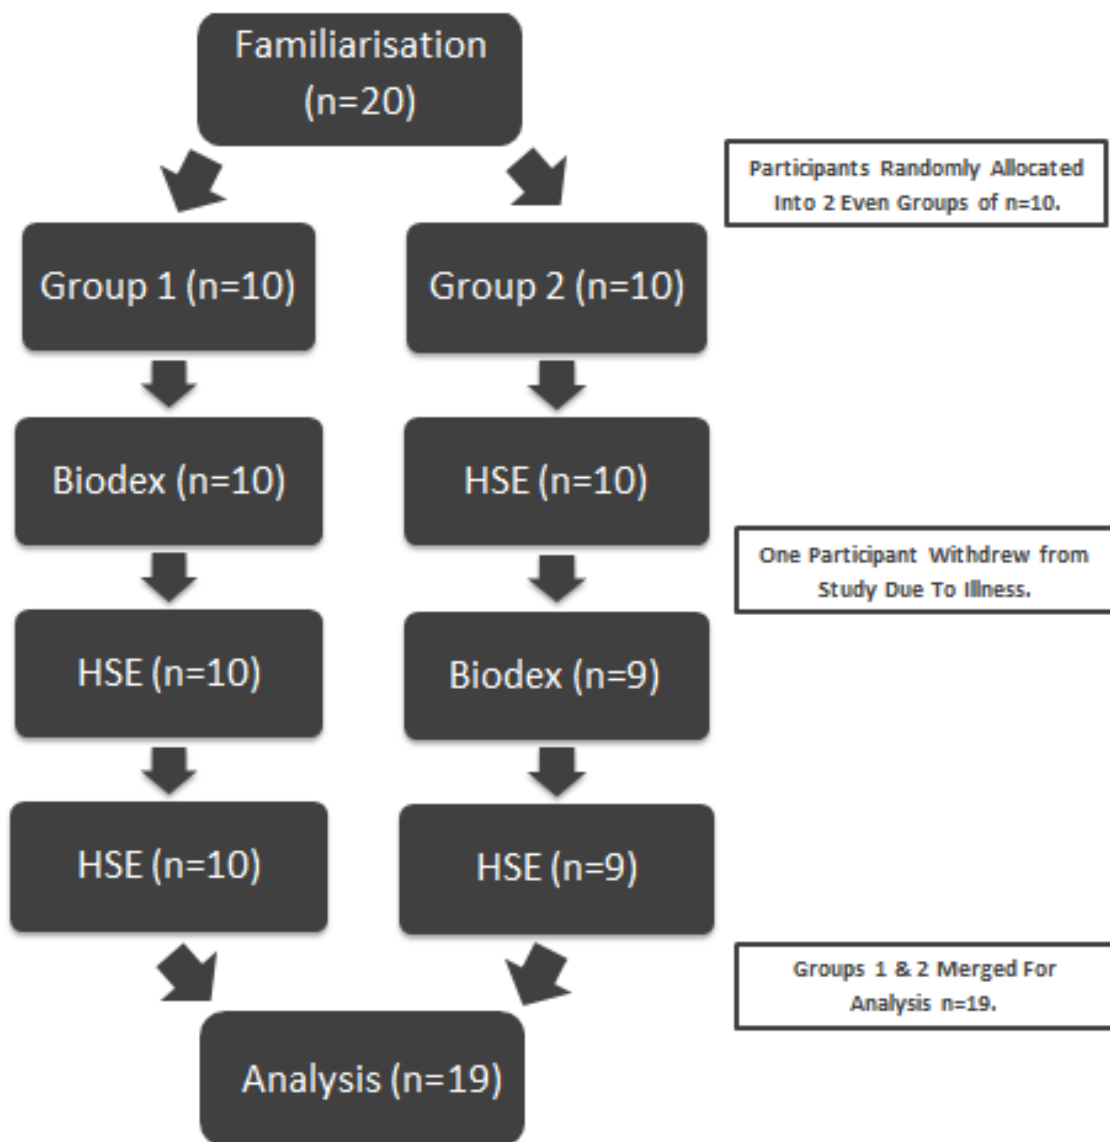 Familiarisation
(n=20)
Participants Randomly Allocated
Into 2 Even Groups of n=10.
Group 1 (n=10)
Group 2 (n=10)
Biodex (n=10)
HSE (n=10)
One Participant Withdrew from
Study Due To Illness.
HSE (n=10)
Biodex (n=9)
HSE (n=10)
HSE (n=9)
Groups 1 & 2 Merged For
Analysis n=19.
Analysis (n=19)